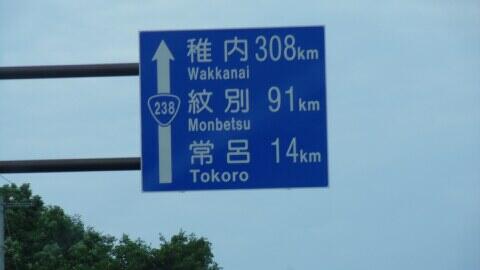 稚内 308km
Wakkanai
238
紋別 91km
Monbetsu
常呂 14km
Tokoro